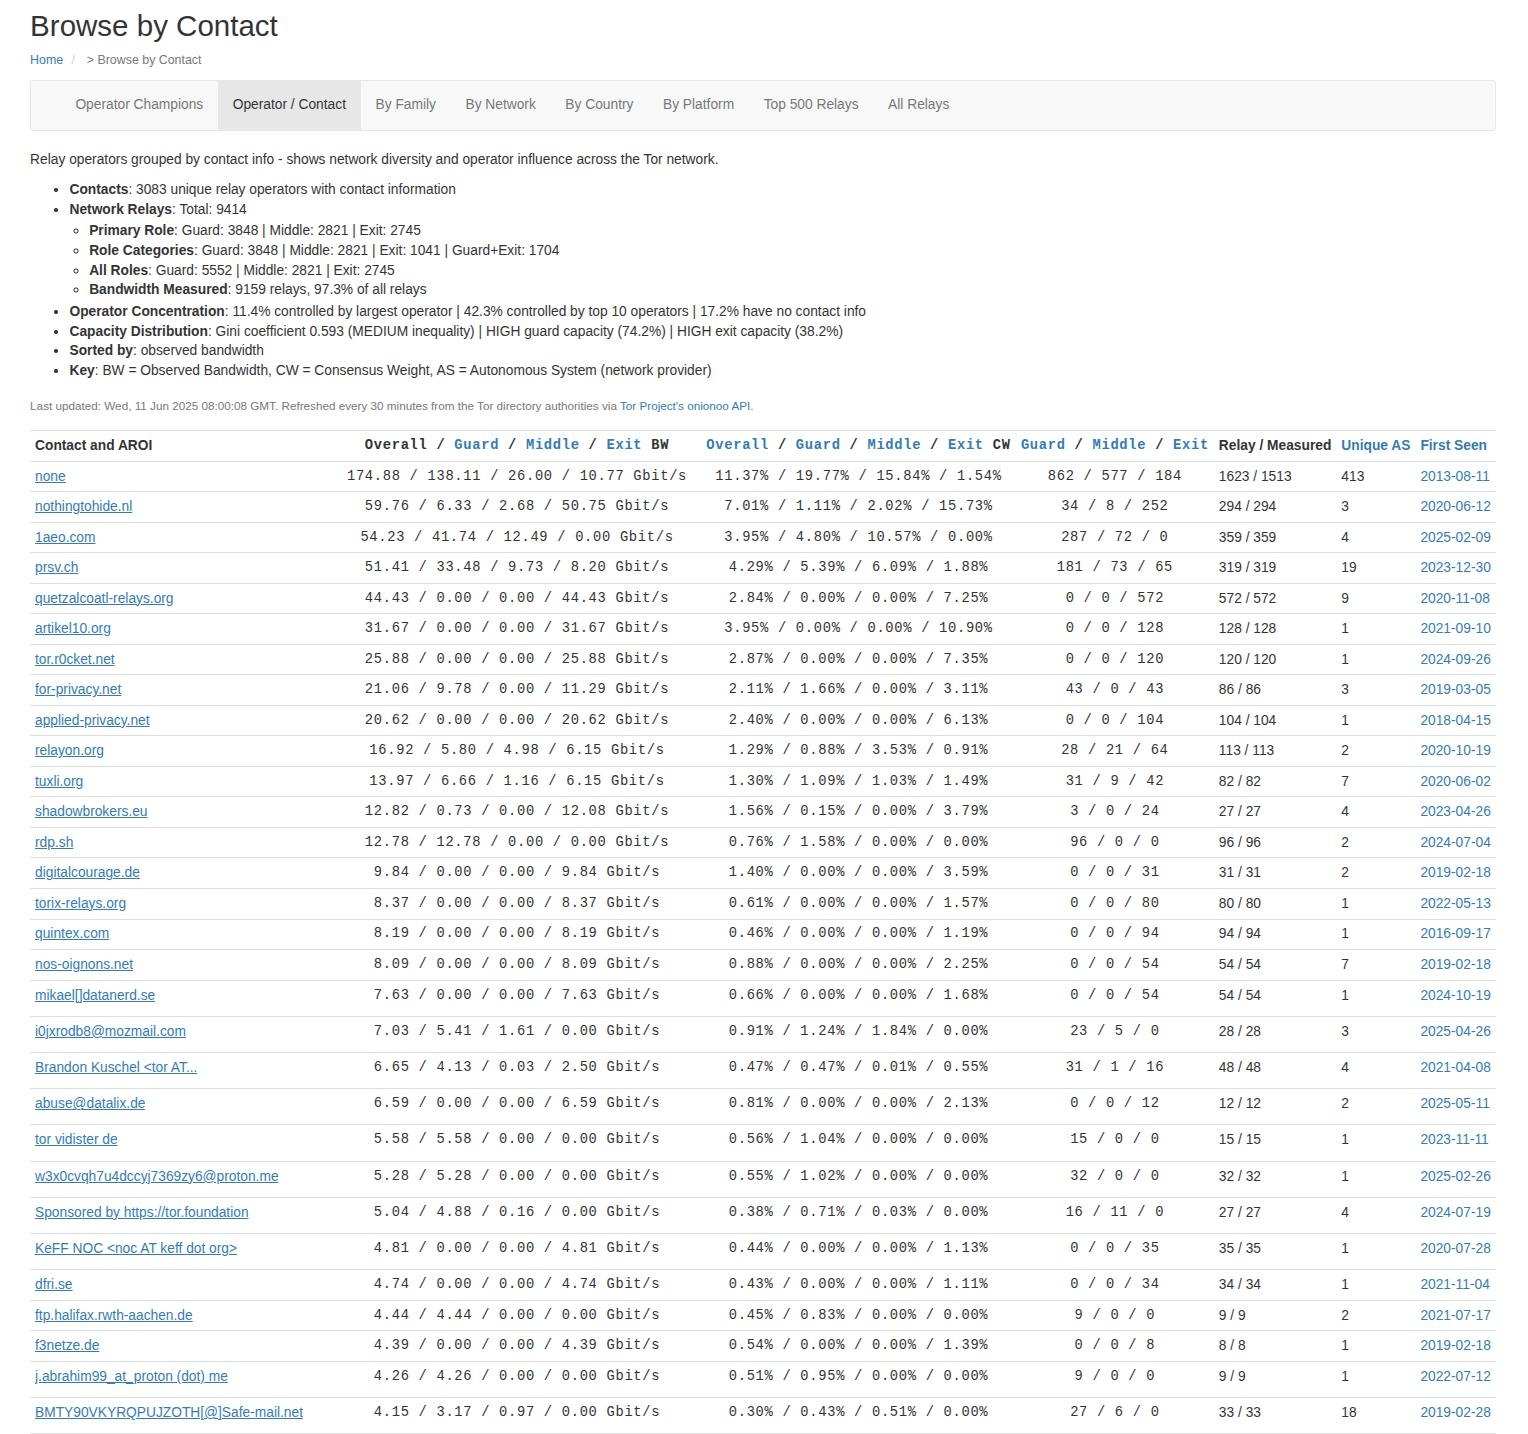 Browse by Contact
Home / > Browse by Contact
Operator Champions Operator / Contact By Family By Network By Country By Platform Top 500 Relays All Relays
Relay operators grouped by contact info - shows network diversity and operator influence across the Tor network.
• Contacts: 3083 unique relay operators with contact information
• Network Relays: Total: 9414
◦ Primary Role: Guard: 3848 | Middle: 2821 | Exit: 2745
◦ Role Categories: Guard: 3848 | Middle: 2821 | Exit: 1041 | Guard+Exit: 1704
◦ All Roles: Guard: 5552 | Middle: 2821 | Exit: 2745
◦ Bandwidth Measured: 9159 relays, 97.3% of all relays
• Operator Concentration: 11.4% controlled by largest operator | 42.3% controlled by top 10 operators | 17.2% have no contact info
• Capacity Distribution: Gini coefficient 0.593 (MEDIUM inequality) | HIGH guard capacity (74.2%) | HIGH exit capacity (38.2%)
• Sorted by: observed bandwidth
• Key: BW = Observed Bandwidth, CW = Consensus Weight, AS = Autonomous System (network provider)
Last updated: Wed, 11 Jun 2025 08:00:08 GMT. Refreshed every 30 minutes from the Tor directory authorities via Tor Project's onionoo API.
Contact and AROI Overall / Guard / Middle / Exit BW Overall / Guard / Middle / Exit CW Guard / Middle / Exit Relay / Measured Unique AS First Seen
none 174.88 / 138.11 / 26.00 / 10.77 Gbit/s 11.37% / 19.77% / 15.84% / 1.54% 862 / 577 / 184 1623 / 1513 413 2013-08-11
nothingtohide.nl 59.76 / 6.33 / 2.68 / 50.75 Gbit/s 7.01% / 1.11% / 2.02% / 15.73% 34 / 8 / 252 294 / 294 3 2020-06-12
1aeo.com 54.23 / 41.74 / 12.49 / 0.00 Gbit/s 3.95% / 4.80% / 10.57% / 0.00% 287 / 72 / 0 359 / 359 4 2025-02-09
prsv.ch 51.41 / 33.48 / 9.73 / 8.20 Gbit/s 4.29% / 5.39% / 6.09% / 1.88% 181 / 73 / 65 319 / 319 19 2023-12-30
quetzalcoatl-relays.org 44.43 / 0.00 / 0.00 / 44.43 Gbit/s 2.84% / 0.00% / 0.00% / 7.25% 0 / 0 / 572 572 / 572 9 2020-11-08
artikel10.org 31.67 / 0.00 / 0.00 / 31.67 Gbit/s 3.95% / 0.00% / 0.00% / 10.90% 0 / 0 / 128 128 / 128 1 2021-09-10
tor.r0cket.net 25.88 / 0.00 / 0.00 / 25.88 Gbit/s 2.87% / 0.00% / 0.00% / 7.35% 0 / 0 / 120 120 / 120 1 2024-09-26
for-privacy.net 21.06 / 9.78 / 0.00 / 11.29 Gbit/s 2.11% / 1.66% / 0.00% / 3.11% 43 / 0 / 43 86 / 86 3 2019-03-05
applied-privacy.net 20.62 / 0.00 / 0.00 / 20.62 Gbit/s 2.40% / 0.00% / 0.00% / 6.13% 0 / 0 / 104 104 / 104 1 2018-04-15
relayon.org 16.92 / 5.80 / 4.98 / 6.15 Gbit/s 1.29% / 0.88% / 3.53% / 0.91% 28 / 21 / 64 113 / 113 2 2020-10-19
tuxli.org 13.97 / 6.66 / 1.16 / 6.15 Gbit/s 1.30% / 1.09% / 1.03% / 1.49% 31 / 9 / 42 82 / 82 7 2020-06-02
shadowbrokers.eu 12.82 / 0.73 / 0.00 / 12.08 Gbit/s 1.56% / 0.15% / 0.00% / 3.79% 3 / 0 / 24 27 / 27 4 2023-04-26
rdp.sh 12.78 / 12.78 / 0.00 / 0.00 Gbit/s 0.76% / 1.58% / 0.00% / 0.00% 96 / 0 / 0 96 / 96 2 2024-07-04
digitalcourage.de 9.84 / 0.00 / 0.00 / 9.84 Gbit/s 1.40% / 0.00% / 0.00% / 3.59% 0 / 0 / 31 31 / 31 2 2019-02-18
torix-relays.org 8.37 / 0.00 / 0.00 / 8.37 Gbit/s 0.61% / 0.00% / 0.00% / 1.57% 0 / 0 / 80 80 / 80 1 2022-05-13
quintex.com 8.19 / 0.00 / 0.00 / 8.19 Gbit/s 0.46% / 0.00% / 0.00% / 1.19% 0 / 0 / 94 94 / 94 1 2016-09-17
nos-oignons.net 8.09 / 0.00 / 0.00 / 8.09 Gbit/s 0.88% / 0.00% / 0.00% / 2.25% 0 / 0 / 54 54 / 54 7 2019-02-18
mikael[]datanerd.se 7.63 / 0.00 / 0.00 / 7.63 Gbit/s 0.66% / 0.00% / 0.00% / 1.68% 0 / 0 / 54 54 / 54 1 2024-10-19
i0jxrodb8@mozmail.com 7.03 / 5.41 / 1.61 / 0.00 Gbit/s 0.91% / 1.24% / 1.84% / 0.00% 23 / 5 / 0 28 / 28 3 2025-04-26
Brandon Kuschel <tor AT... 6.65 / 4.13 / 0.03 / 2.50 Gbit/s 0.47% / 0.47% / 0.01% / 0.55% 31 / 1 / 16 48 / 48 4 2021-04-08
abuse@datalix.de 6.59 / 0.00 / 0.00 / 6.59 Gbit/s 0.81% / 0.00% / 0.00% / 2.13% 0 / 0 / 12 12 / 12 2 2025-05-11
tor vidister de 5.58 / 5.58 / 0.00 / 0.00 Gbit/s 0.56% / 1.04% / 0.00% / 0.00% 15 / 0 / 0 15 / 15 1 2023-11-11
w3x0cvqh7u4dccyj7369zy6@proton.me 5.28 / 5.28 / 0.00 / 0.00 Gbit/s 0.55% / 1.02% / 0.00% / 0.00% 32 / 0 / 0 32 / 32 1 2025-02-26
Sponsored by https://tor.foundation 5.04 / 4.88 / 0.16 / 0.00 Gbit/s 0.38% / 0.71% / 0.03% / 0.00% 16 / 11 / 0 27 / 27 4 2024-07-19
KeFF NOC <noc AT keff dot org> 4.81 / 0.00 / 0.00 / 4.81 Gbit/s 0.44% / 0.00% / 0.00% / 1.13% 0 / 0 / 35 35 / 35 1 2020-07-28
dfri.se 4.74 / 0.00 / 0.00 / 4.74 Gbit/s 0.43% / 0.00% / 0.00% / 1.11% 0 / 0 / 34 34 / 34 1 2021-11-04
ftp.halifax.rwth-aachen.de 4.44 / 4.44 / 0.00 / 0.00 Gbit/s 0.45% / 0.83% / 0.00% / 0.00% 9 / 0 / 0 9 / 9 2 2021-07-17
f3netze.de 4.39 / 0.00 / 0.00 / 4.39 Gbit/s 0.54% / 0.00% / 0.00% / 1.39% 0 / 0 / 8 8 / 8 1 2019-02-18
j.abrahim99_at_proton (dot) me 4.26 / 4.26 / 0.00 / 0.00 Gbit/s 0.51% / 0.95% / 0.00% / 0.00% 9 / 0 / 0 9 / 9 1 2022-07-12
BMTY90VKYRQPUJZOTH[@]Safe-mail.net 4.15 / 3.17 / 0.97 / 0.00 Gbit/s 0.30% / 0.43% / 0.51% / 0.00% 27 / 6 / 0 33 / 33 18 2019-02-28